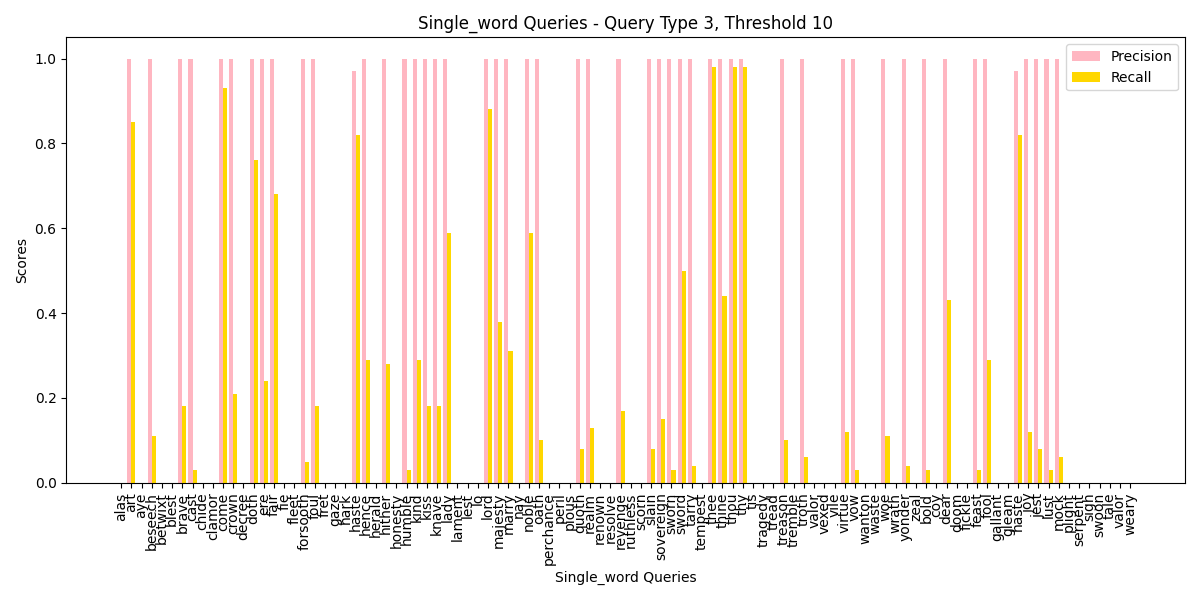 Single_word Queries - Query Type 3, Threshold 10
Precision
Recall
Scores
1.0
0.8
0.6
0.4
0.2
0.0
alas
art
aye
beseech
betwixt
blest
brave
cast
chide
clamor
come
crown
decree
doth
ere
fair
fie
fleet
forsooth
foul
fret
gaze
hark
haste
hence
herald
hither
honesty
humble
kind
kiss
knave
lady
lament
lest
lo
lord
majesty
marry
nay
noble
oath
perchance
peril
pious
quoth
realm
renown
resolve
revenge
ruthless
scorn
slain
sovereign
sworn
sword
tarry
tempest
thee
thine
thou
thy
tis
tragedy
tread
treason
tremble
troth
valor
vexed
vile
virtue
vow
wanton
waste
woe
wrath
yonder
zeal
bold
coy
dear
doom
fickle
feast
fool
gallant
gleam
haste
joy
jest
lust
mock
plight
serpent
sigh
swoon
tale
valor
weary
Single_word Queries